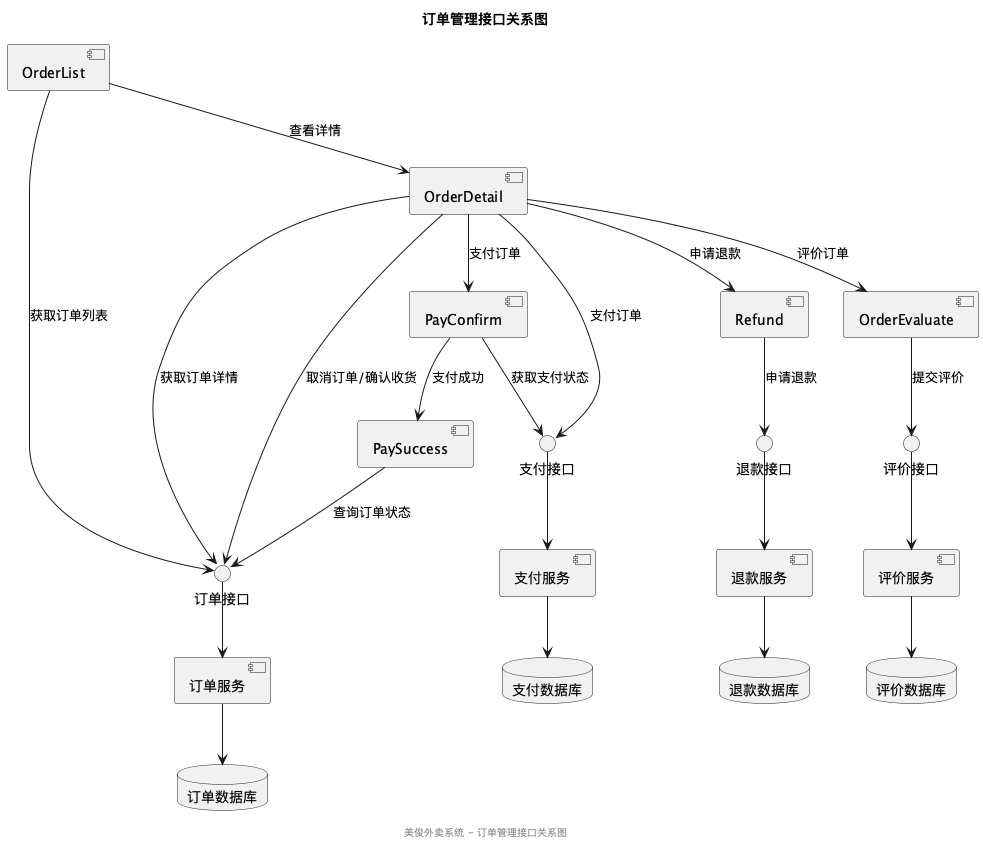 订单管理接口关系图
OrderList
查看详情
OrderDetail
支付订单
申请退款
评价订单
获取订单列表
支付订单
PayConfirm
Refund
OrderEvaluate
获取订单详情
取消订单/确认收货
支付成功
获取支付状态
申请退款
提交评价
PaySuccess
支付接口
退款接口
评价接口
查询订单状态
订单接口
支付服务
退款服务
评价服务
订单服务
支付数据库
退款数据库
评价数据库
订单数据库
美俊外卖系统 - 订单管理接口关系图